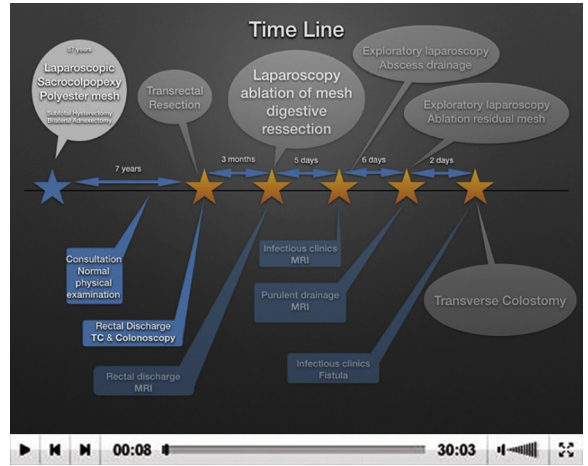 Time Line
57 years
Laparoscopic
Sacrocolpopexy
Polyester mesh
Subtotal Hysterectomy
Bilateral Adnexectomy
Transrectal
Resection
Laparoscopy
ablation of mesh
digestive
ressection
Exploratory laparoscopy
Abscess drainage
Exploratory laparoscopy
Ablation residual mesh
7 years
3 months
5 days
6 days
2 days
Consultation
Normal
physical
examination
Rectal Discharge
TC & Colonoscopy
Rectal discharge
MRI
Infectious clinics
MRI
Purulent drainage
MRI
Infectious clinics
Fistula
Transverse Colostomy
00:08
30:03